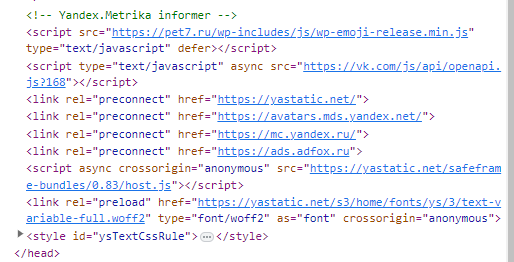 <!-- Yandex.Metrika informer -->
<script src="https://pet7.ru/wp-includes/js/wp-emoji-release.min.js"
type="text/javascript" defer></script>
<script type="text/javascript" async src="https://vk.com/js/api/openapi.
js?168"></script>
<link rel="preconnect" href="https://yastatic.net/">
<link rel="preconnect" href="https://avatars.mds.yandex.net/">
<link rel="preconnect" href="https://mc.yandex.ru/">
<link rel="preconnect" href="https://ads.adfox.ru">
<script async crossorigin="anonymous" src="https://yastatic.net/safefram
e-bundles/0.83/host.js"></script>
<link rel="preload" href="https://yastatic.net/s3/home/fonts/ys/3/text-v
ariable-full.woff2" type="font/woff2" as="font" crossorigin="anonymous">
<style id="ysTextCssRule">…</style>
</head>